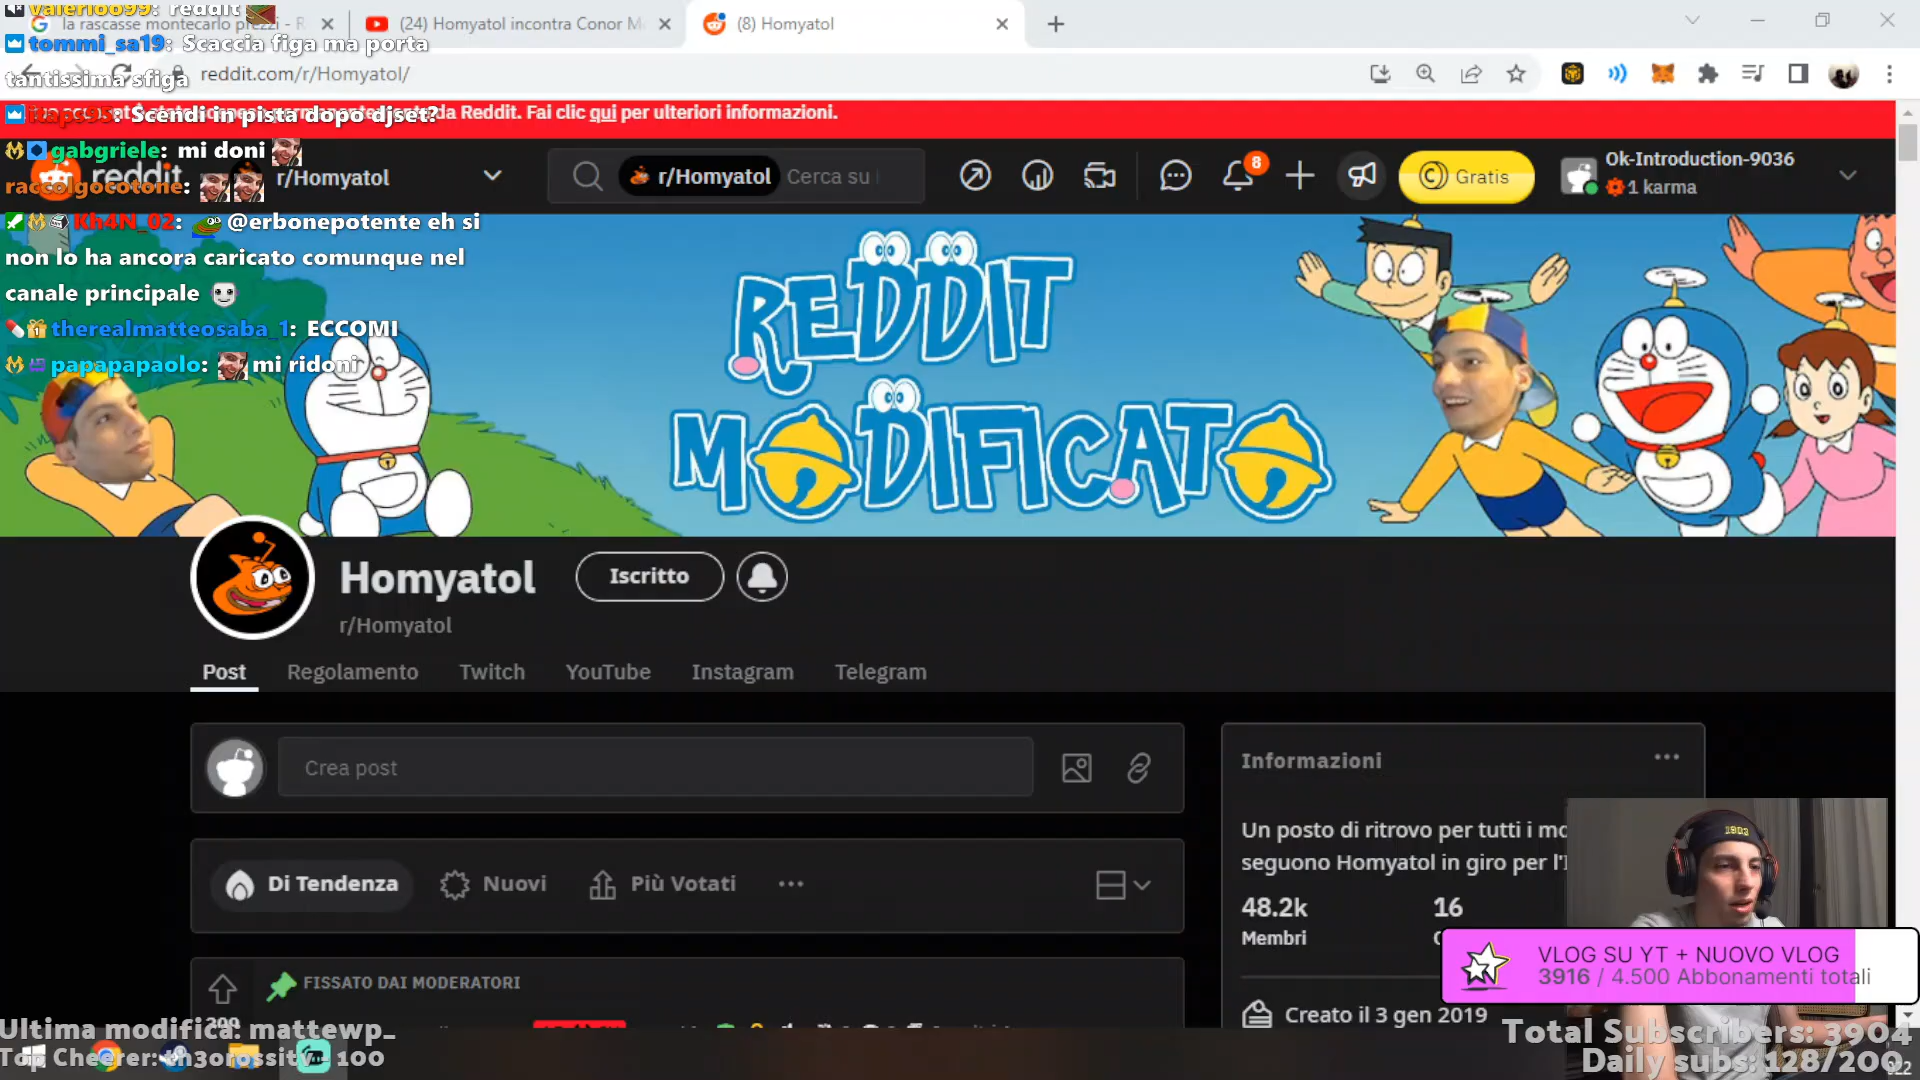 valerioo99: reddit
la rascasse montecarlo prezzi - R
(24) Homyatol incontra Conor M
(8) Homyatol
tommi_sa19: Scaccia figa ma porta
tantissima sfiga
reddit.com/r/Homyatol/
Scendi in pista dopo djset?
da Reddit. Fai clic qui per ulteriori informazioni.
gabgriele: mi doni
raccolgocotone:
reddit
r/Homyatol
r/Homyatol
Cerca su
8
Gratis
Ok-Introduction-9036
1 karma
Kh4N_02: @erbonepotente eh si
non lo ha ancora caricato comunque nel
canale principale
therealmatteosaba_1: ECCOMI
papapapaolo: mi ridoni
REDDIT
MODIFICATO
Homyatol
Iscritto
r/Homyatol
Post
Regolamento
Twitch
YouTube
Instagram
Telegram
Crea post
Informazioni
Un posto di ritrovo per tutti i mo
seguono Homyatol in giro per l'I
Di Tendenza
Nuovi
Più Votati
48.2k
16
Membri
1903
VLOG SU YT + NUOVO VLOG
3916 / 4.500 Abbonamenti totali
FISSATO DAI MODERATORI
Creato il 3 gen 2019
Ultima modifica: mattewp_
Top Cheerer: th3orossity - 100
Total Subscribers: 3904
Daily subs: 128/200